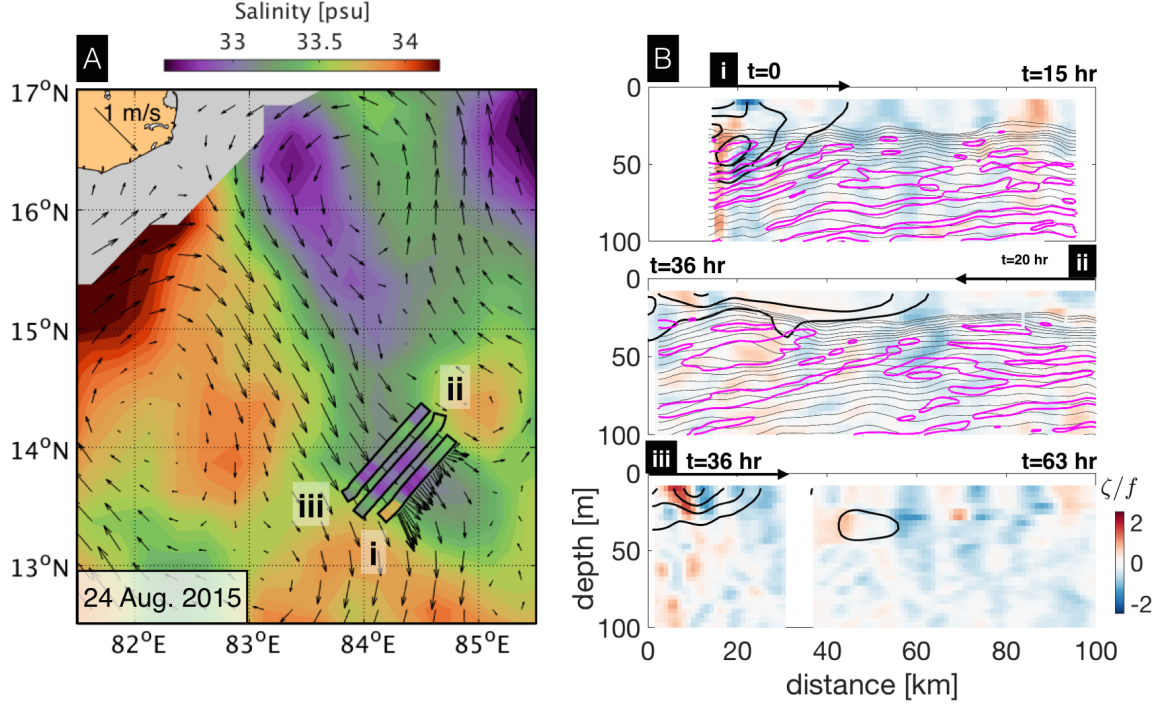 Salinity [psu]
33 33.5 34
A
17°N
16°N
15°N
14°N
13°N
82°E 83°E 84°E 85°E
1 m/s
ii
iii
i
24 Aug. 2015
B
i t=0 t=15 hr
0
50
100
t=36 hr t=20 hr ii
0
50
100
iii t=36 hr t=63 hr
0
50
100
0 20 40 60 80 100
depth [m]
distance [km]
ζ/f
2
0
-2